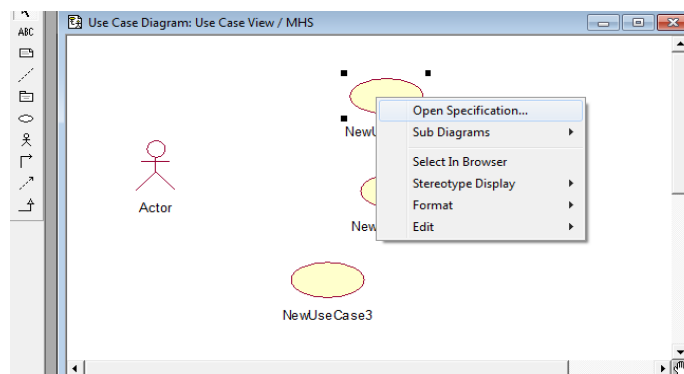 Use Case Diagram: Use Case View / MHS
ABC
Open Specification...
Sub Diagrams
Select In Browser
Stereotype Display
Format
Edit
Actor
NewUseCase3